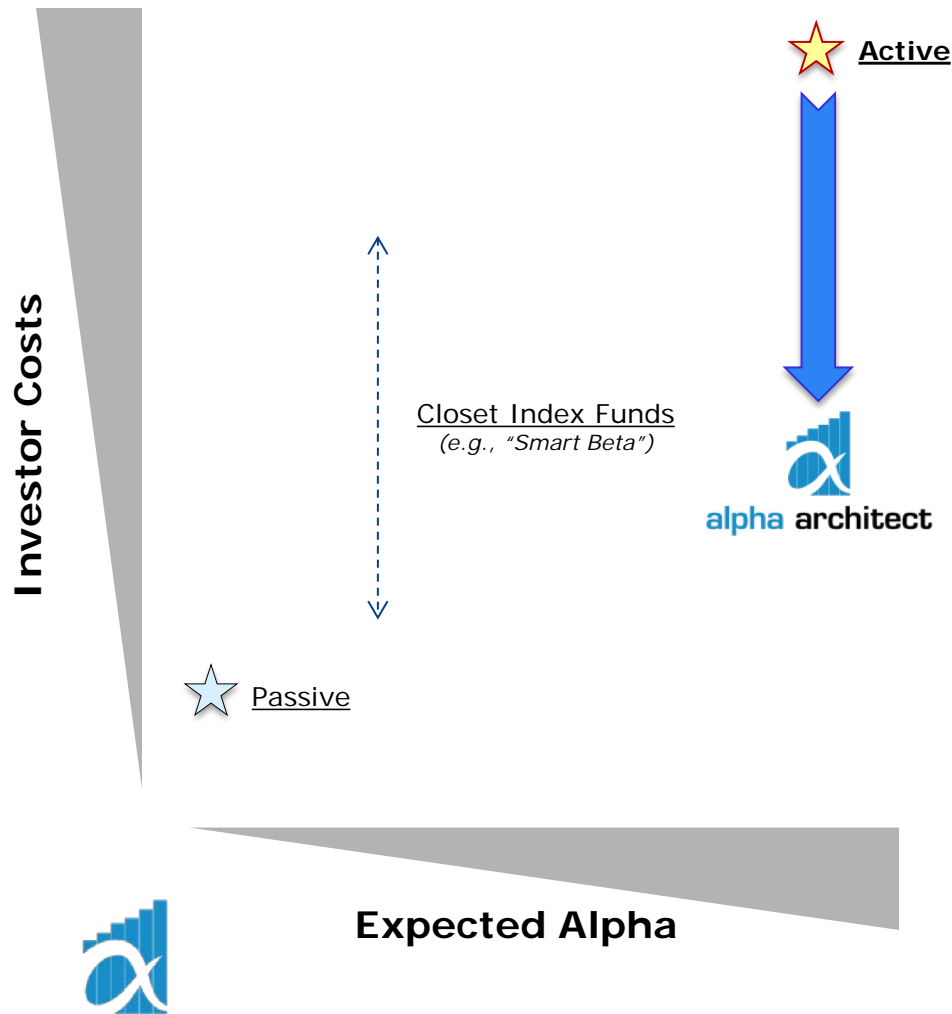 Active
Investor Costs
Closet Index Funds
(e.g., “Smart Beta”)
alpha architect
Passive
Expected Alpha